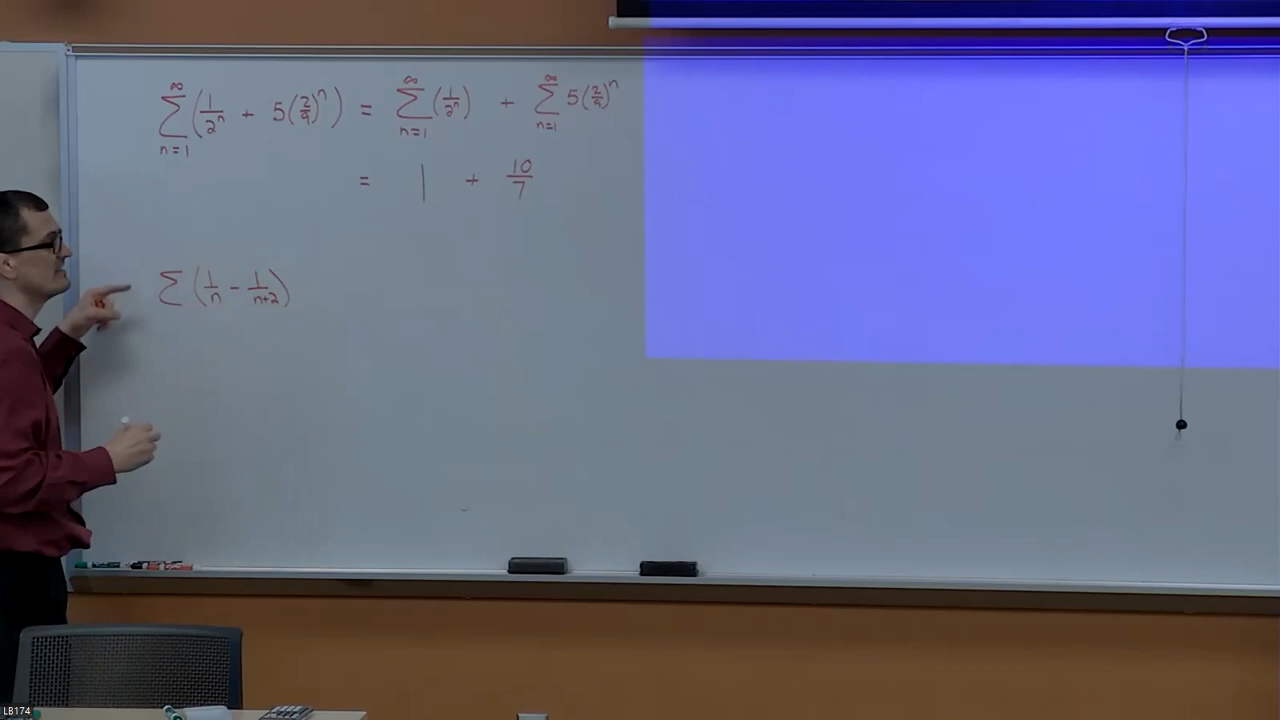 ∞ ∑ n=1 (1/2ⁿ + 5(2/9)ⁿ) = ∞ ∑ n=1 (1/2ⁿ) + ∞ ∑ n=1 5(2/9)ⁿ
= 1 + 10/7
∑ (1/n - 1/n+2)
LB174